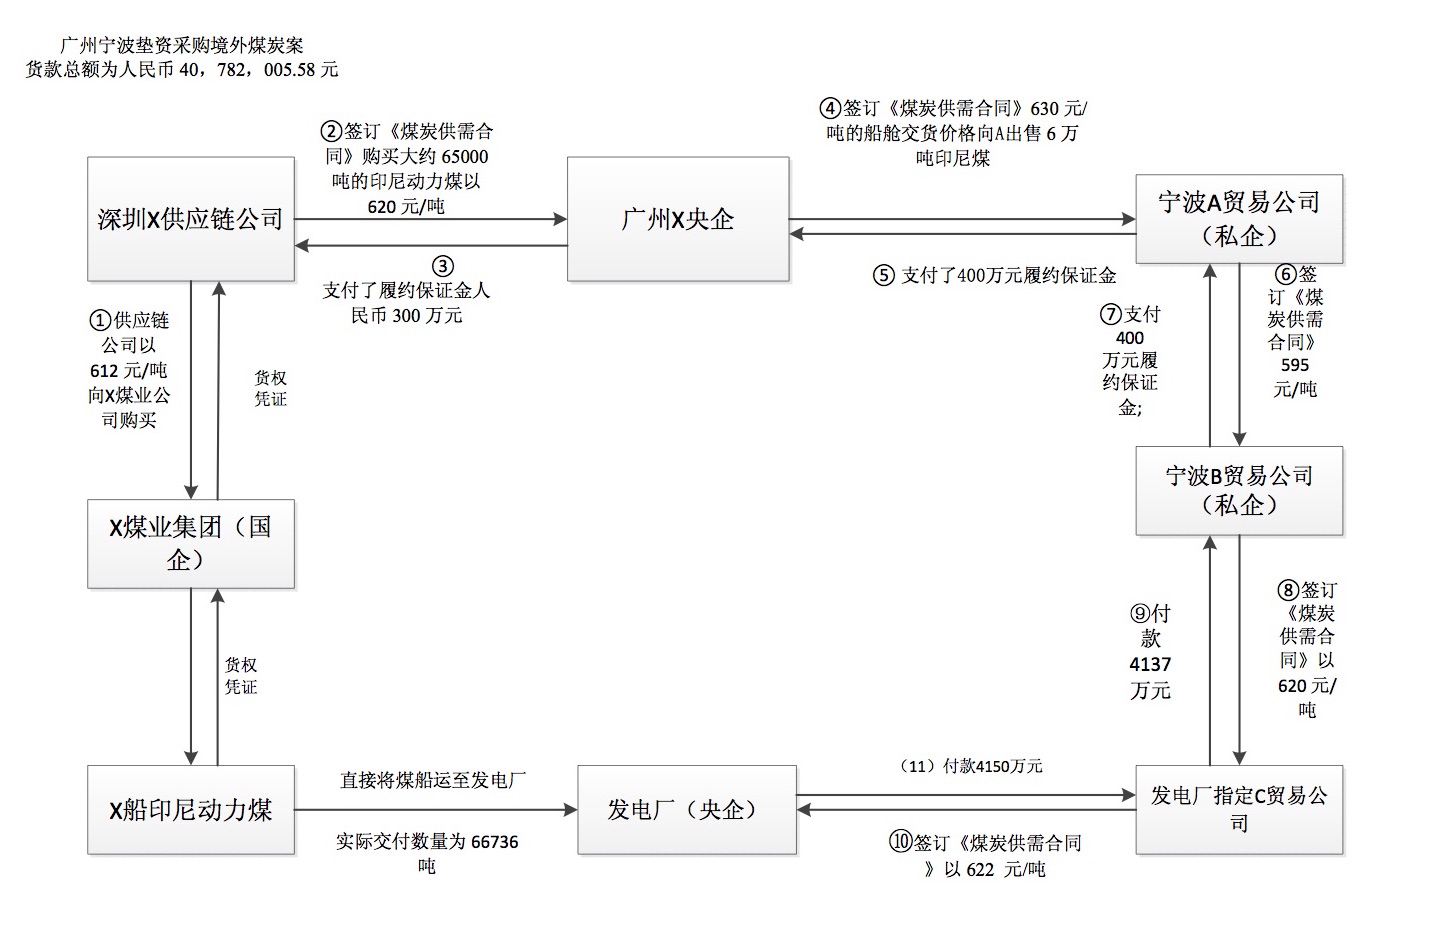 广州宁波垫资采购境外煤炭案
货款总额为人民币 40，782，005.58 元
②签订《煤炭供需合
同》购买大约 65000
吨的印尼动力煤以
620 元/吨
④签订《煤炭供需合同》630 元/
吨的船舱交货价格向A出售 6 万
吨印尼煤
深圳X供应链公司
广州X央企
宁波A贸易公司
（私企）
③
支付了履约保证金人
民币 300 万元
⑤ 支付了400万元履约保证金
①供应链
公司以
612 元/吨
向X煤业公
司购买
货权
凭证
⑦支付
400
万元履
约保证
金;
⑥签
订《煤
炭供需
合同》
595
元/吨
X煤业集团（国
企）
宁波B贸易公司
（私企）
货权
凭证
⑨付
款
4137
万元
⑧签订
《煤炭
供需合
同》以
620 元/
吨
X船印尼动力煤
直接将煤船运至发电厂
实际交付数量为 66736
吨
发电厂（央企）
（11）付款4150万元
⑩签订《煤炭供需合同
》以 622 元/吨
发电厂指定C贸易公
司